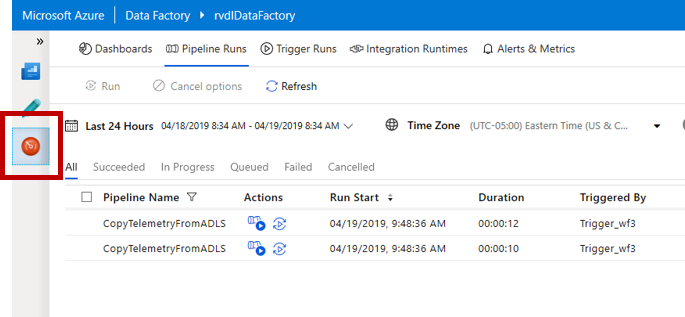 Microsoft Azure Data Factory rvdlDataFactory
Dashboards Pipeline Runs Trigger Runs Integration Runtimes Alerts & Metrics
Run Cancel options Refresh
Last 24 Hours 04/18/2019 8:34 AM - 04/19/2019 8:34 AM Time Zone (UTC-05:00) Eastern Time (US & C...
All Succeeded In Progress Queued Failed Cancelled
Pipeline Name Actions Run Start Duration Triggered By
CopyTelemetryFromADLS 04/19/2019, 9:48:36 AM 00:00:12 Trigger_wf3
CopyTelemetryFromADLS 04/19/2019, 9:48:36 AM 00:00:10 Trigger_wf3